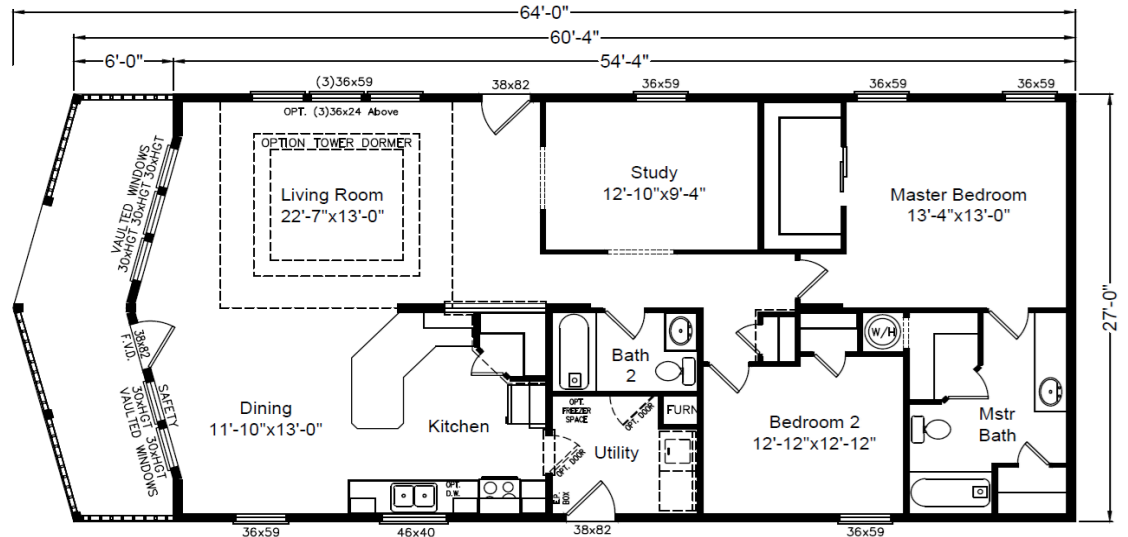 64'-0"
60'-4"
6'-0"
54'-4"
(3)36x59
38x82
36x59
36x59
36x59
OPT. (3)36x24 Above
OPTION TOWER DORMER
Living Room
22'-7"x13'-0"
Study
12'-10"x9'-4"
Master Bedroom
13'-4"x13'-0"
VAULTED WINDOWS
30xHGT 30xHGT 30xHGT
27'-0"
38x82
F.V.D.
SAFETY
30xHGT 30xHGT
VAULTED WINDOWS
Dining
11'-10"x13'-0"
Kitchen
OPT.
D.W.
Bath
2
OPT.
FREEZER
SPACE
OPT. DOOR
FURN
OPT. DOOR
Utility
E.P.
BOX
W/H
Bedroom 2
12'-12"x12'-12"
Mstr
Bath
36x59
46x40
38x82
36x59